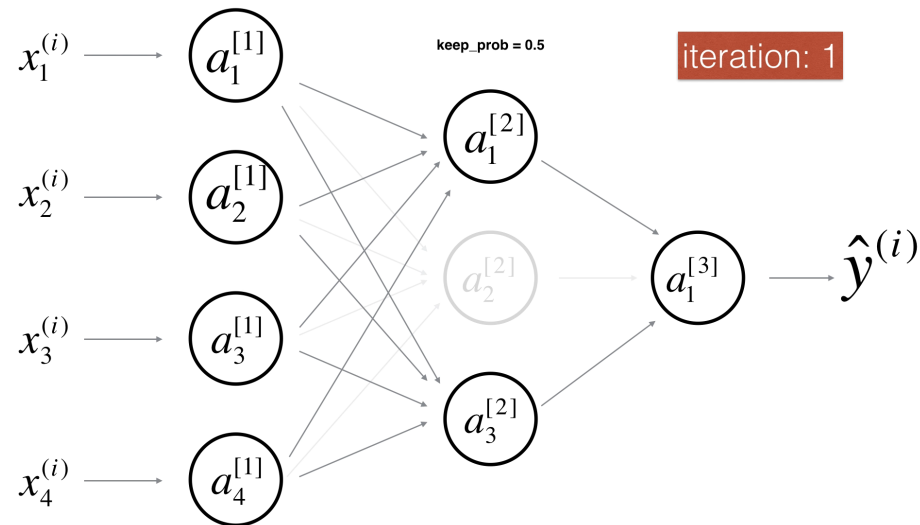 keep_prob = 0.5
iteration: 1
x_1^{(i)}
a_1^{[1]}
a_1^{[2]}
x_2^{(i)}
a_2^{[1]}
a_2^{[2]}
a_1^{[3]}
ŷ^{(i)}
x_3^{(i)}
a_3^{[1]}
a_3^{[2]}
x_4^{(i)}
a_4^{[1]}